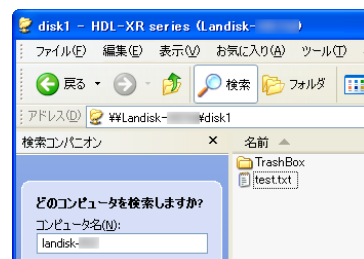 disk1 - HDL-XR series (Landisk-      )
ファイル(F) 編集(E) 表示(V) お気に入り(A) ツール(T)
戻る 検索 フォルダ
アドレス(D) ¥¥Landisk-      ¥disk1
検索コンパニオン × 名前
TrashBox
test.txt
どのコンピュータを検索しますか?
コンピュータ名(N):
landisk-